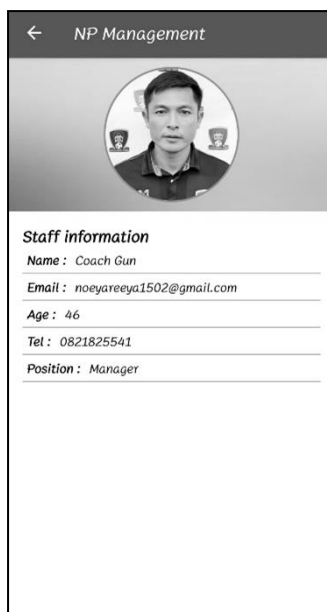 NP Management
Staff information
Name : Coach Gun
Email : noeyareeya1502@gmail.com
Age : 46
Tel : 0821825541
Position : Manager